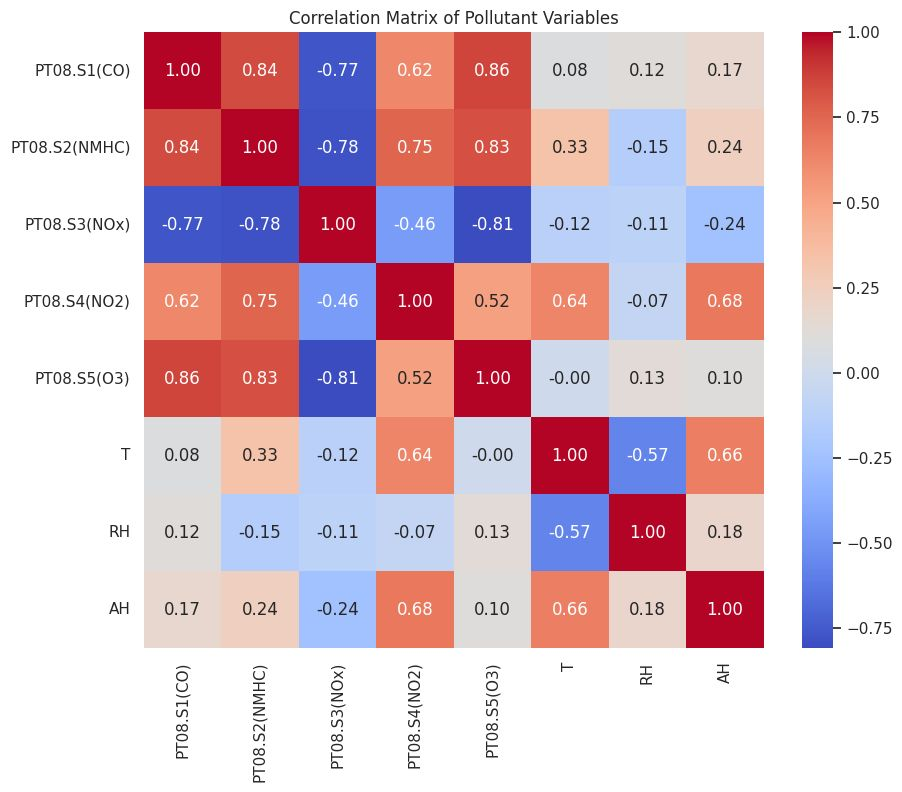 Correlation Matrix of Pollutant Variables
PT08.S1(CO) 1.00 0.84 -0.77 0.62 0.86 0.08 0.12 0.17
PT08.S2(NMHC) 0.84 1.00 -0.78 0.75 0.83 0.33 -0.15 0.24
PT08.S3(NOx) -0.77 -0.78 1.00 -0.46 -0.81 -0.12 -0.11 -0.24
PT08.S4(NO2) 0.62 0.75 -0.46 1.00 0.52 0.64 -0.07 0.68
PT08.S5(O3) 0.86 0.83 -0.81 0.52 1.00 -0.00 0.13 0.10
T 0.08 0.33 -0.12 0.64 -0.00 1.00 -0.57 0.66
RH 0.12 -0.15 -0.11 -0.07 0.13 -0.57 1.00 0.18
AH 0.17 0.24 -0.24 0.68 0.10 0.66 0.18 1.00
PT08.S1(CO)
PT08.S2(NMHC)
PT08.S3(NOx)
PT08.S4(NO2)
PT08.S5(O3)
T
RH
AH
1.00
0.75
0.50
0.25
0.00
−0.25
−0.50
−0.75